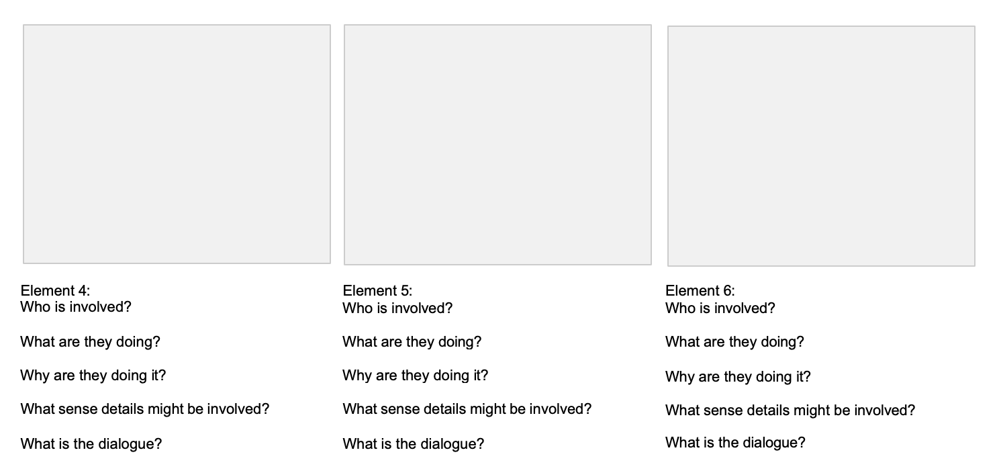 Element 4:
Who is involved?
What are they doing?
Why are they doing it?
What sense details might be involved?
What is the dialogue?
Element 5:
Who is involved?
What are they doing?
Why are they doing it?
What sense details might be involved?
What is the dialogue?
Element 6:
Who is involved?
What are they doing?
Why are they doing it?
What sense details might be involved?
What is the dialogue?